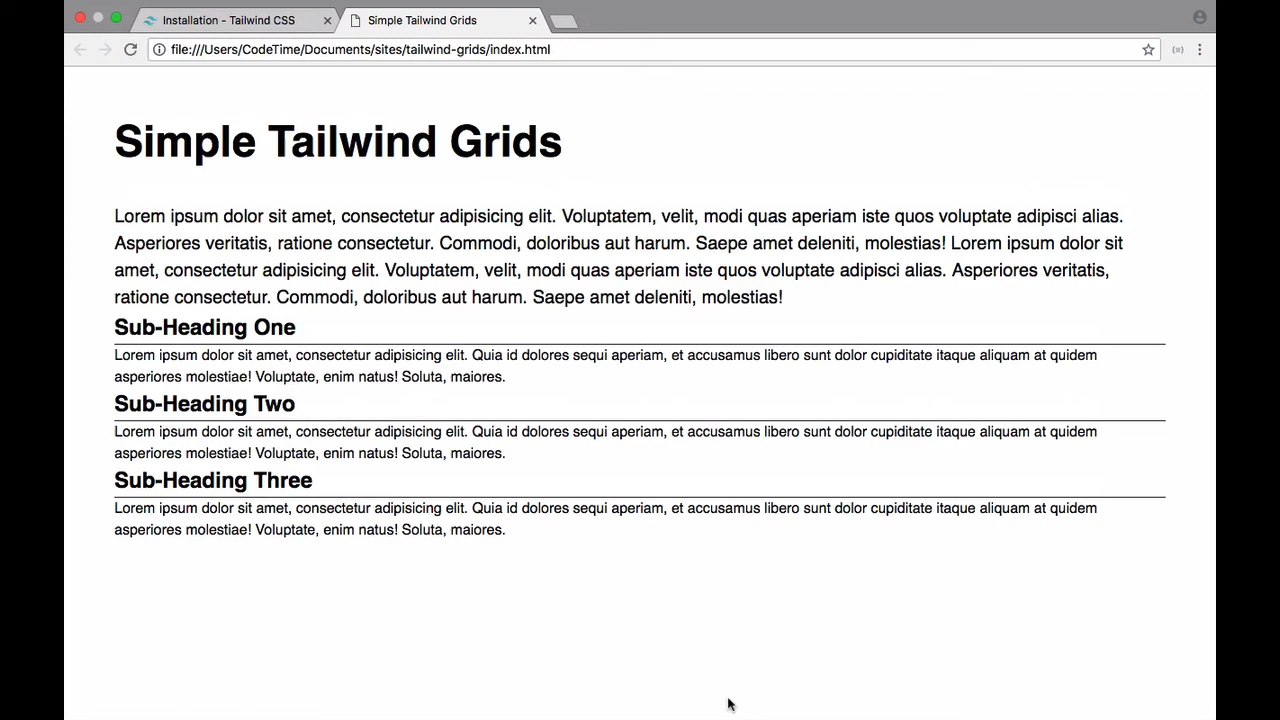 Installation - Tailwind CSS
Simple Tailwind Grids
file:///Users/CodeTime/Documents/sites/tailwind-grids/index.html
Simple Tailwind Grids
Lorem ipsum dolor sit amet, consectetur adipisicing elit. Voluptatem, velit, modi quas aperiam iste quos voluptate adipisci alias.
Asperiores veritatis, ratione consectetur. Commodi, doloribus aut harum. Saepe amet deleniti, molestias! Lorem ipsum dolor sit
amet, consectetur adipisicing elit. Voluptatem, velit, modi quas aperiam iste quos voluptate adipisci alias. Asperiores veritatis,
ratione consectetur. Commodi, doloribus aut harum. Saepe amet deleniti, molestias!
Sub-Heading One
Lorem ipsum dolor sit amet, consectetur adipisicing elit. Quia id dolores sequi aperiam, et accusamus libero sunt dolor cupiditate itaque aliquam at quidem
asperiores molestiae! Voluptate, enim natus! Soluta, maiores.
Sub-Heading Two
Lorem ipsum dolor sit amet, consectetur adipisicing elit. Quia id dolores sequi aperiam, et accusamus libero sunt dolor cupiditate itaque aliquam at quidem
asperiores molestiae! Voluptate, enim natus! Soluta, maiores.
Sub-Heading Three
Lorem ipsum dolor sit amet, consectetur adipisicing elit. Quia id dolores sequi aperiam, et accusamus libero sunt dolor cupiditate itaque aliquam at quidem
asperiores molestiae! Voluptate, enim natus! Soluta, maiores.